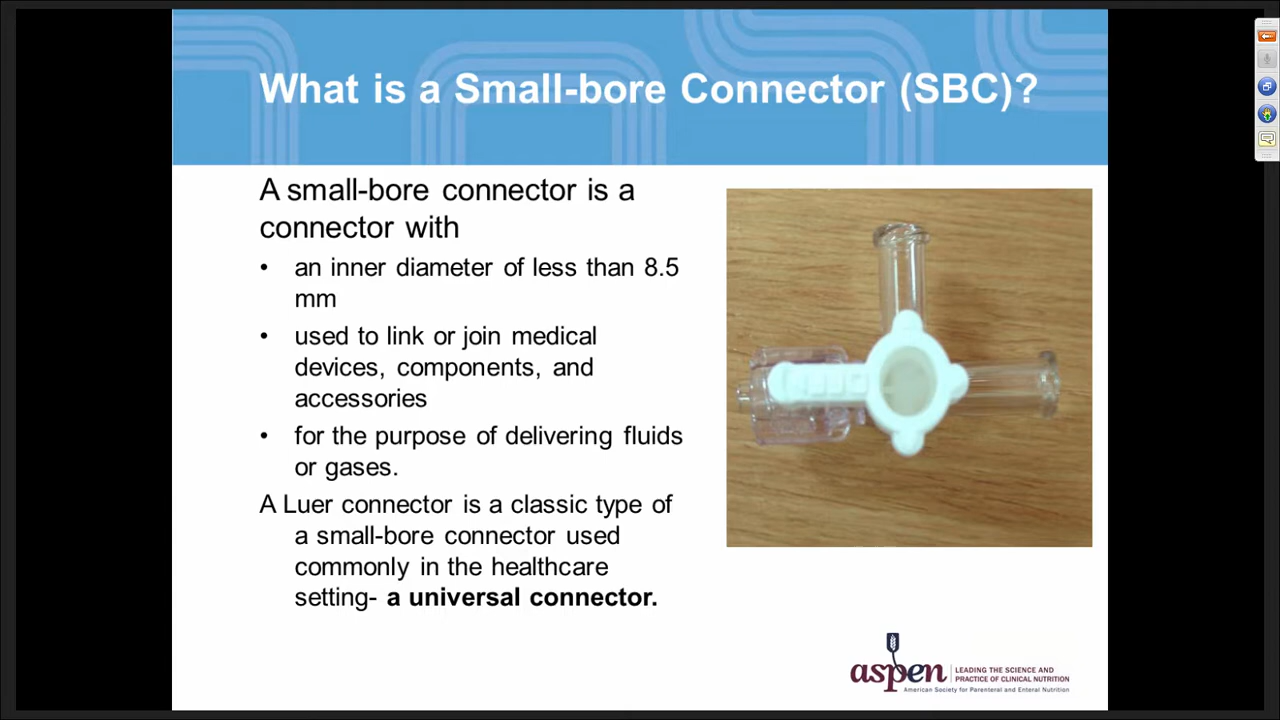 What is a Small-bore Connector (SBC)?
A small-bore connector is a
connector with
• an inner diameter of less than 8.5
mm
• used to link or join medical
devices, components, and
accessories
• for the purpose of delivering fluids
or gases.
A Luer connector is a classic type of
a small-bore connector used
commonly in the healthcare
setting- a universal connector.
aspen
LEADING THE SCIENCE AND
PRACTICE OF CLINICAL NUTRITION
American Society for Parenteral and Enteral Nutrition